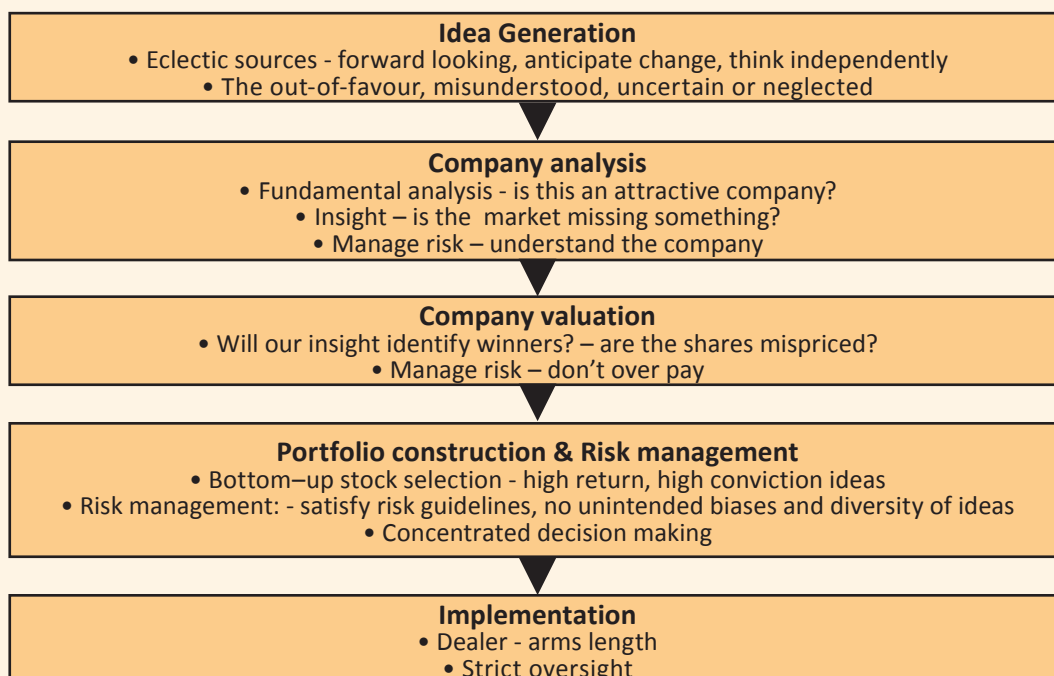 Idea Generation
• Eclectic sources - forward looking, anticipate change, think independently
• The out-of-favour, misunderstood, uncertain or neglected
Company analysis
• Fundamental analysis - is this an attractive company?
• Insight – is the market missing something?
• Manage risk – understand the company
Company valuation
• Will our insight identify winners? – are the shares mispriced?
• Manage risk – don't over pay
Portfolio construction & Risk management
• Bottom–up stock selection - high return, high conviction ideas
• Risk management: - satisfy risk guidelines, no unintended biases and diversity of ideas
• Concentrated decision making
Implementation
• Dealer - arms length
• Strict oversight